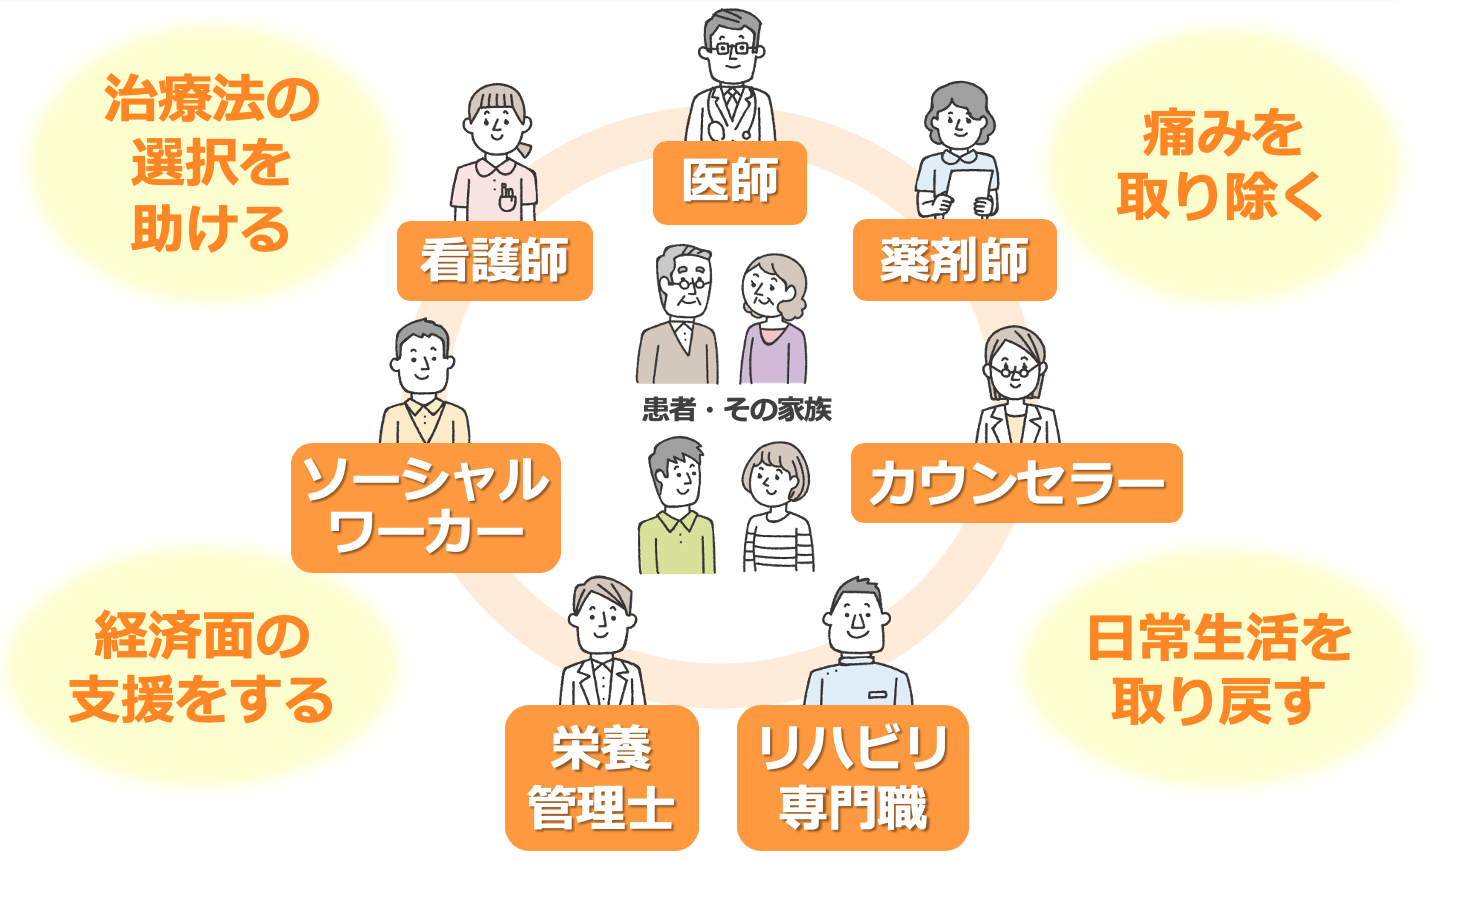 治療法の
選択を
助ける
痛みを
取り除く
医師
看護師
薬剤師
患者・その家族
ソーシャル
ワーカー
カウンセラー
経済面の
支援をする
日常生活を
取り戻す
栄養
管理士
リハビリ
専門職